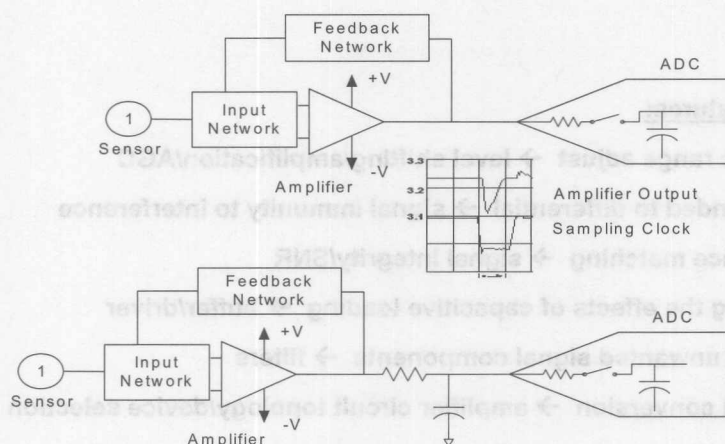 Feedback
Network
+V
ADC
1
Input
Network
Sensor
-V
Amplifier
3.3
3.2
3.1
Amplifier Output
Sampling Clock
Feedback
Network
+V
ADC
1
Input
Network
Sensor
-V
Amplifier